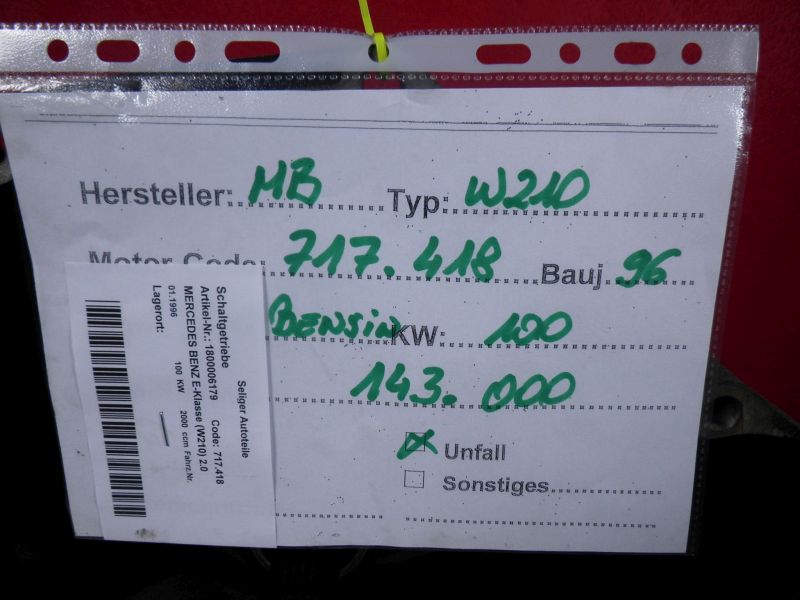 Hersteller: MB Typ: W210
Motor Code: 717.418 Bauj 96
Bensin KW: 100
143.000
Unfall
Sonstiges
Seliger Autoteile
Schaltgetriebe
Artikel-Nr.: 1800006179 Code: 717.418
MERCEDES BENZ E-Klasse (W210) 2.0
100 KW 2000 ccm Fahrz.Nr.
01.1996
Lagerort: